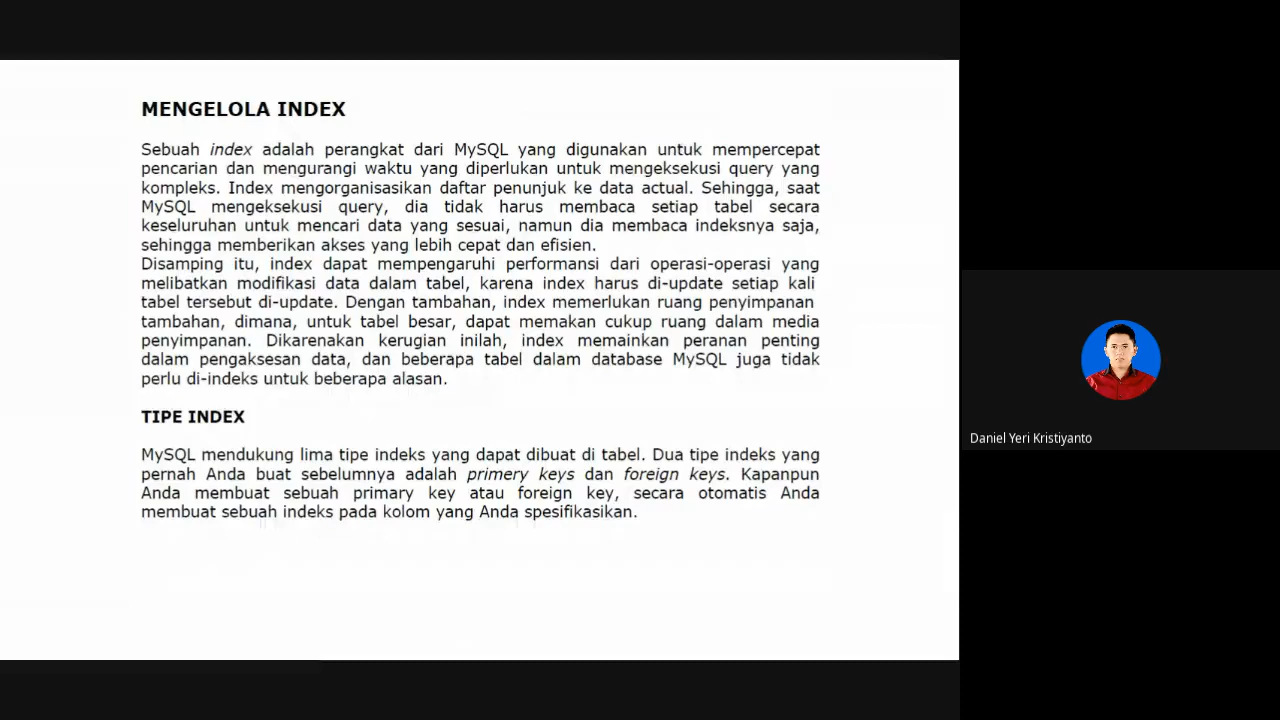 MENGELOLA INDEX
Sebuah index adalah perangkat dari MySQL yang digunakan untuk mempercepat
pencarian dan mengurangi waktu yang diperlukan untuk mengeksekusi query yang
kompleks. Index mengorganisasikan daftar penunjuk ke data actual. Sehingga, saat
MySQL mengeksekusi query, dia tidak harus membaca setiap tabel secara
keseluruhan untuk mencari data yang sesuai, namun dia membaca indeksnya saja,
sehingga memberikan akses yang lebih cepat dan efisien.
Disamping itu, index dapat mempengaruhi performansi dari operasi-operasi yang
melibatkan modifikasi data dalam tabel, karena index harus di-update setiap kali
tabel tersebut di-update. Dengan tambahan, index memerlukan ruang penyimpanan
tambahan, dimana, untuk tabel besar, dapat memakan cukup ruang dalam media
penyimpanan. Dikarenakan kerugian inilah, index memainkan peranan penting
dalam pengaksesan data, dan beberapa tabel dalam database MySQL juga tidak
perlu di-indeks untuk beberapa alasan.
TIPE INDEX
MySQL mendukung lima tipe indeks yang dapat dibuat di tabel. Dua tipe indeks yang
pernah Anda buat sebelumnya adalah primery keys dan foreign keys. Kapanpun
Anda membuat sebuah primary key atau foreign key, secara otomatis Anda
membuat sebuah indeks pada kolom yang Anda spesifikasikan.
Daniel Yeri Kristiyanto